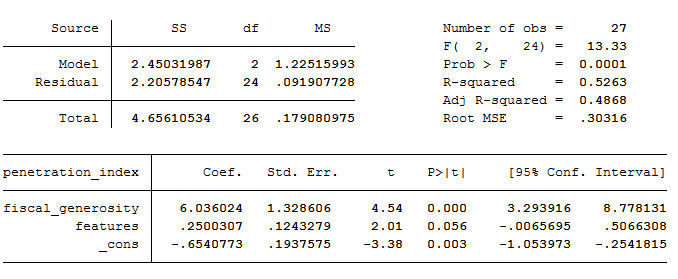 Source SS df MS Number of obs = 27
F( 2, 24) = 13.33
Model 2.45031987 2 1.22515993 Prob > F = 0.0001
Residual 2.20578547 24 .091907728 R-squared = 0.5263
Adj R-squared = 0.4868
Total 4.65610534 26 .179080975 Root MSE = .30316
penetration_index Coef. Std. Err. t P>|t| [95% Conf. Interval]
fiscal_generosity 6.036024 1.328606 4.54 0.000 3.293916 8.778131
features .2500307 .1243279 2.01 0.056 -.0065695 .5066308
_cons -.6540773 .1937575 -3.38 0.003 -1.053973 -.2541815